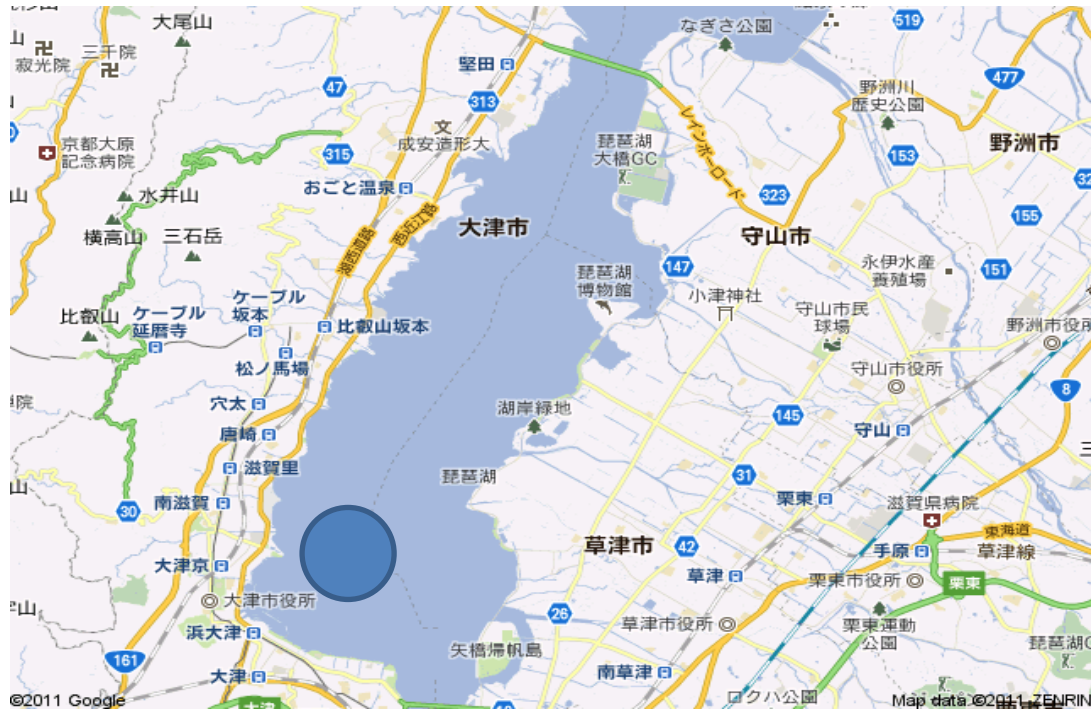 大尾山
なぎさ公園
519
三千院
寂光院
堅田
477
47
313
野洲川
歴史公園
京都大原
記念病院
成安造形大
琵琶湖
大橋GC
レインボーロード
野洲市
153
315
おごと温泉
323
水井山
155
横高山
三石岳
大津市
守山市
147
琵琶湖
博物館
永伊水産
養殖場
151
小津神社
比叡山
ケーブル
延暦寺
ケーブル
坂本
比叡山坂本
守山市民
球場
野洲市役所
松ノ馬場
守山市役所
8
穴太
湖岸緑地
145
唐崎
守山
滋賀里
琵琶湖
31
栗東
滋賀県病院
南滋賀
30
東海道
草津市
42
手原
草津線
大津京
草津
栗東市役所
栗東
大津市役所
26
草津市役所
栗東運動
公園
浜大津
矢橋帰帆島
161
大津
南草津
ロクハ公園
大津
©2011 Google
Map data ©2011 ZENRIN